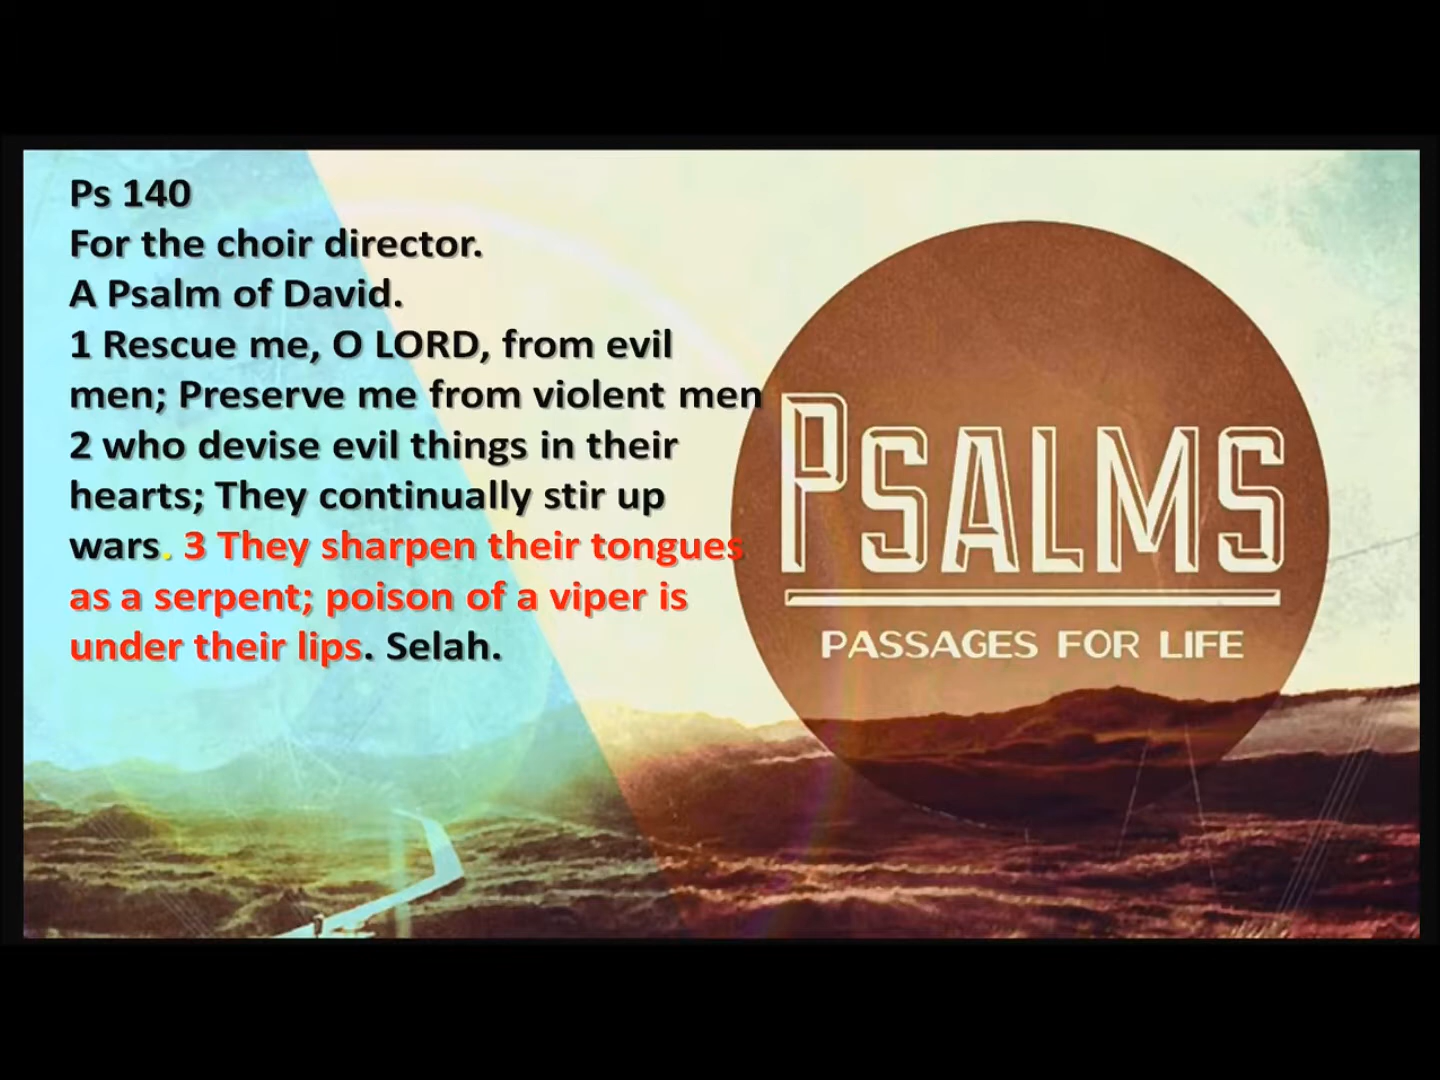 Ps 140
For the choir director.
A Psalm of David.
1 Rescue me, O LORD, from evil
men; Preserve me from violent men
2 who devise evil things in their
hearts; They continually stir up
wars. 3 They sharpen their tongues
as a serpent; poison of a viper is
under their lips. Selah.
PSALMS
PASSAGES FOR LIFE